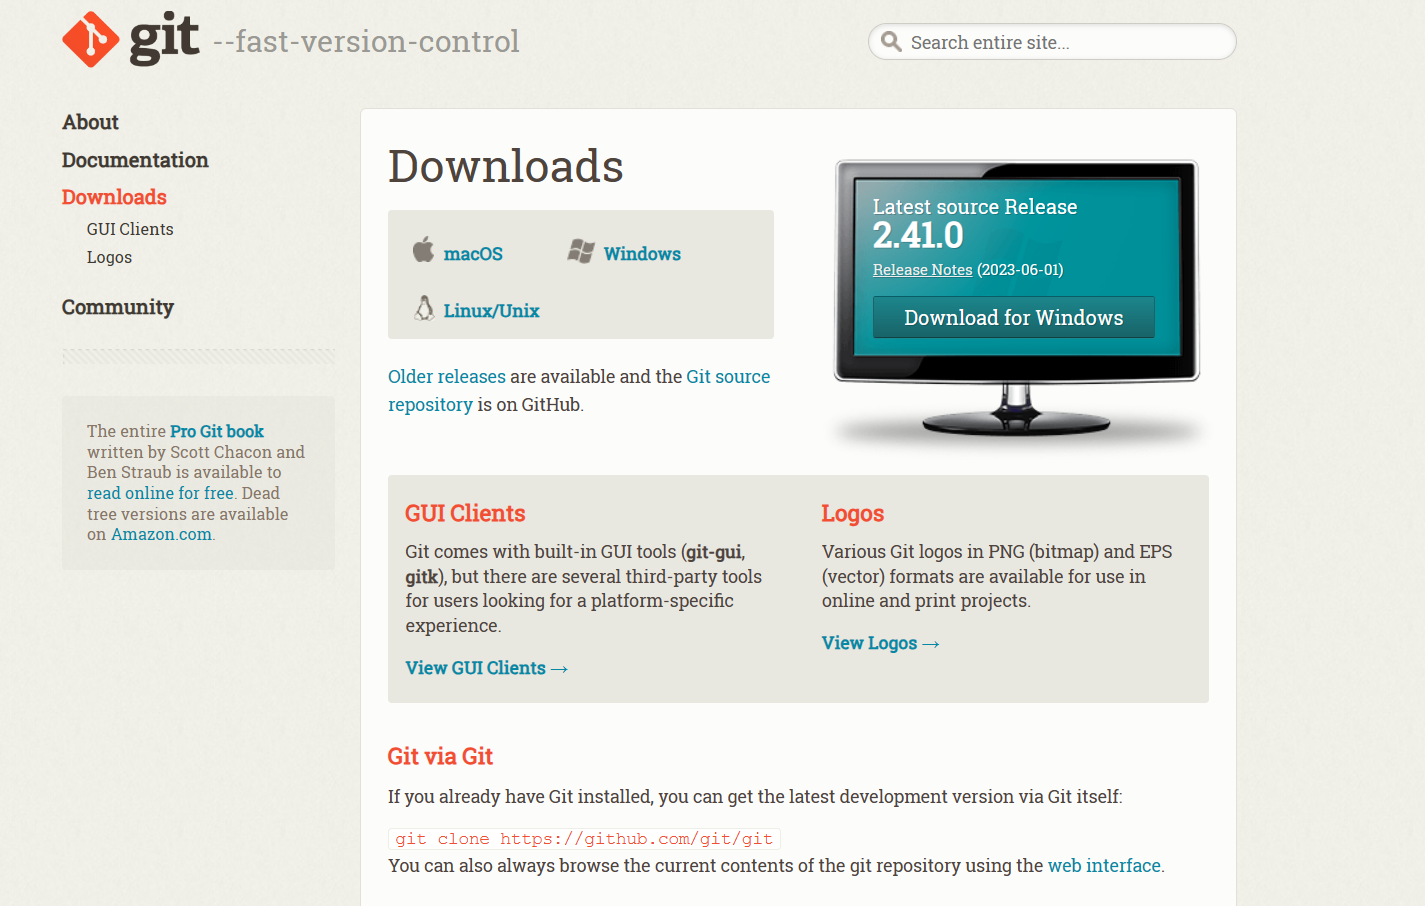 git --fast-version-control
Search entire site...
About
Documentation
Downloads
GUI Clients
Logos
Community
The entire Pro Git book
written by Scott Chacon and
Ben Straub is available to
read online for free. Dead
tree versions are available
on Amazon.com.
Downloads
macOS
Windows
Linux/Unix
Older releases are available and the Git source
repository is on GitHub.
Latest source Release
2.41.0
Release Notes (2023-06-01)
Download for Windows
GUI Clients
Git comes with built-in GUI tools (git-gui,
gitk), but there are several third-party tools
for users looking for a platform-specific
experience.
View GUI Clients →
Logos
Various Git logos in PNG (bitmap) and EPS
(vector) formats are available for use in
online and print projects.
View Logos →
Git via Git
If you already have Git installed, you can get the latest development version via Git itself:
git clone https://github.com/git/git
You can also always browse the current contents of the git repository using the web interface.